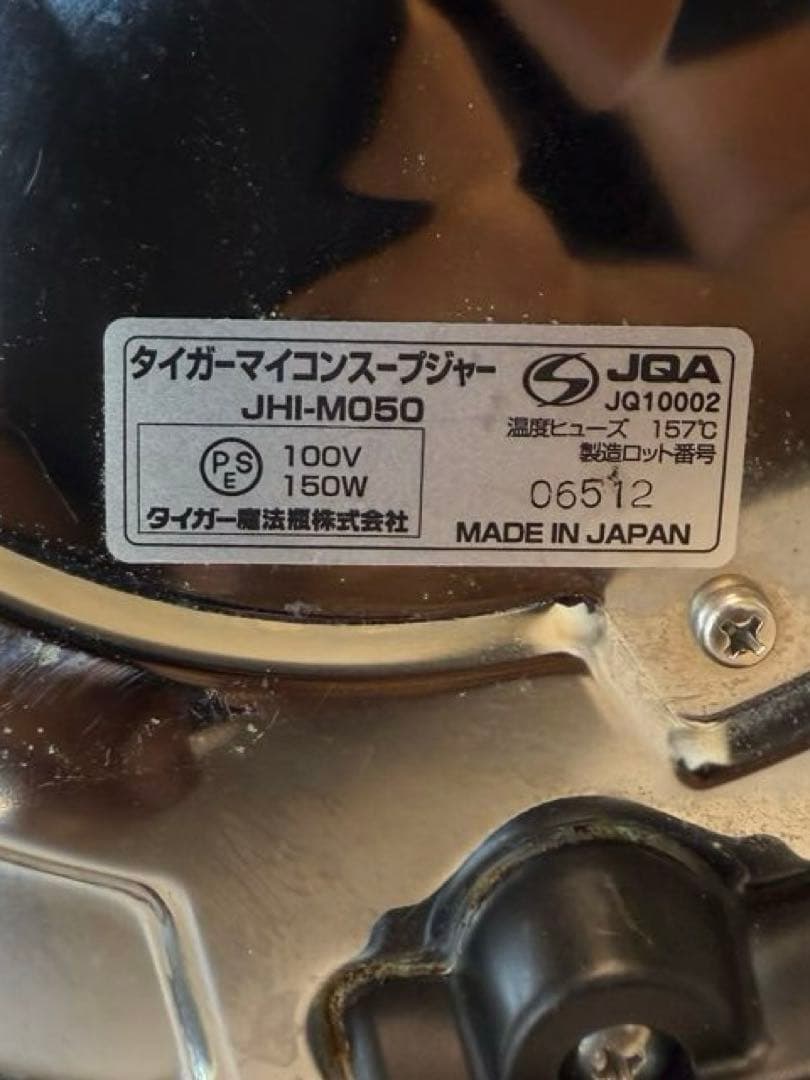 タイガーマイコンスープジャー
JHI-M050
PSE
100V
150W
タイガー魔法瓶株式会社
JQA
JQ10002
温度ヒューズ 157℃
製造ロット番号
06512
MADE IN JAPAN